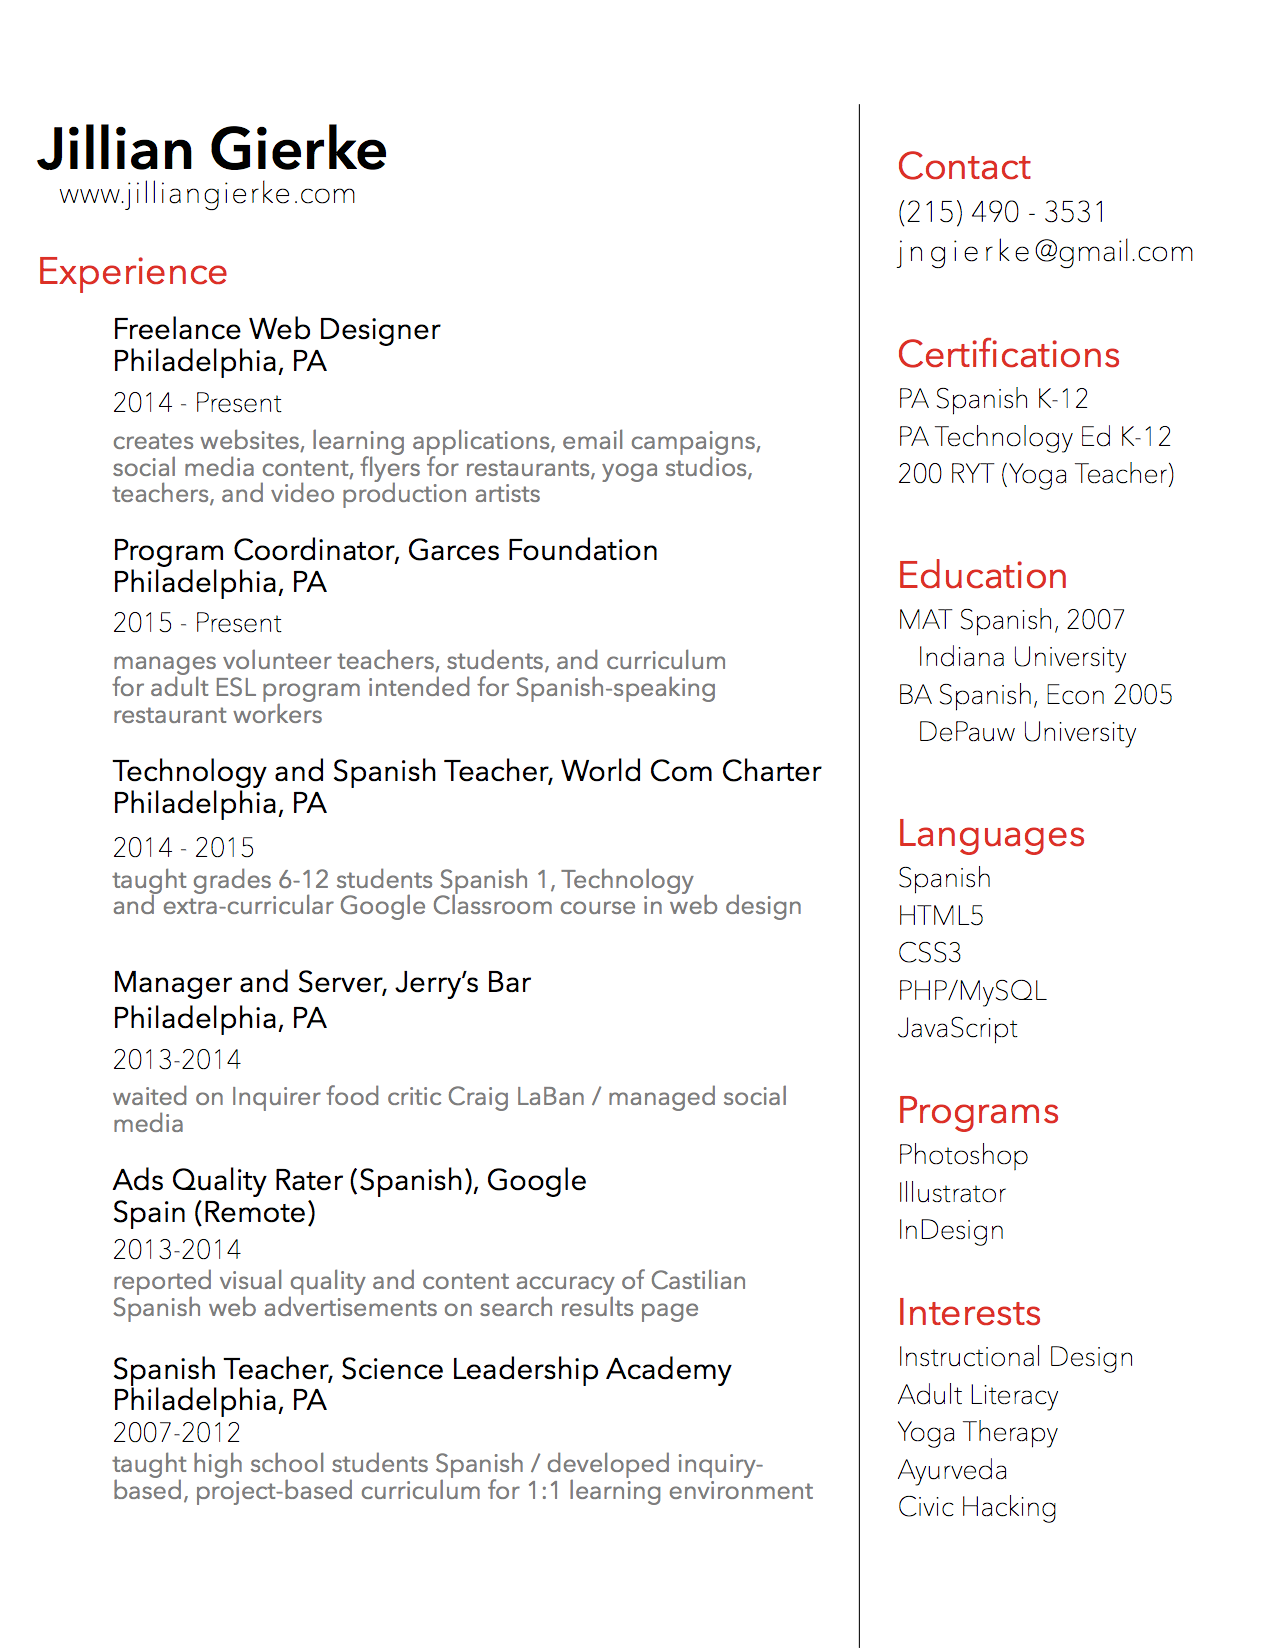 Jillian Gierke
www.jilliangierke.com
Experience
Freelance Web Designer
Philadelphia, PA
2014 - Present
creates websites, learning applications, email campaigns,
social media content, flyers for restaurants, yoga studios,
teachers, and video production artists
Program Coordinator, Garces Foundation
Philadelphia, PA
2015 - Present
manages volunteer teachers, students, and curriculum
for adult ESL program intended for Spanish-speaking
restaurant workers
Technology and Spanish Teacher, World Com Charter
Philadelphia, PA
2014 - 2015
taught grades 6-12 students Spanish 1, Technology
and extra-curricular Google Classroom course in web design
Manager and Server, Jerry’s Bar
Philadelphia, PA
2013-2014
waited on Inquirer food critic Craig LaBan / managed social
media
Ads Quality Rater (Spanish), Google
Spain (Remote)
2013-2014
reported visual quality and content accuracy of Castilian
Spanish web advertisements on search results page
Spanish Teacher, Science Leadership Academy
Philadelphia, PA
2007-2012
taught high school students Spanish / developed inquiry-
based, project-based curriculum for 1:1 learning environment
Contact
(215) 490 - 3531
jngierke@gmail.com
Certifications
PA Spanish K-12
PA Technology Ed K-12
200 RYT (Yoga Teacher)
Education
MAT Spanish, 2007
Indiana University
BA Spanish, Econ 2005
DePauw University
Languages
Spanish
HTML5
CSS3
PHP/MySQL
JavaScript
Programs
Photoshop
Illustrator
InDesign
Interests
Instructional Design
Adult Literacy
Yoga Therapy
Ayurveda
Civic Hacking